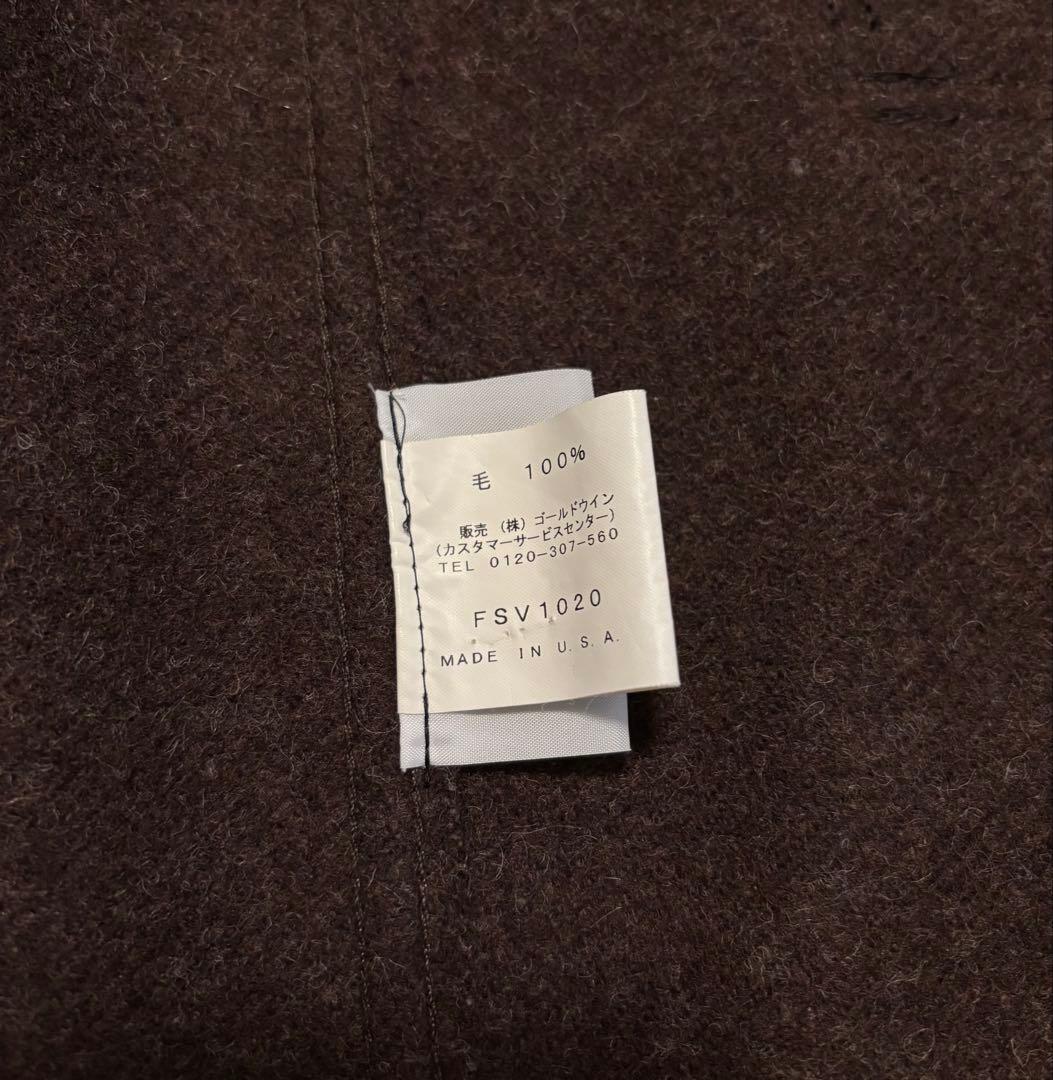 毛 100%
販売 (株) ゴールドウイン
(カスタマーサービスセンター)
TEL 0120-307-560
FSV1020
MADE IN U.S.A.